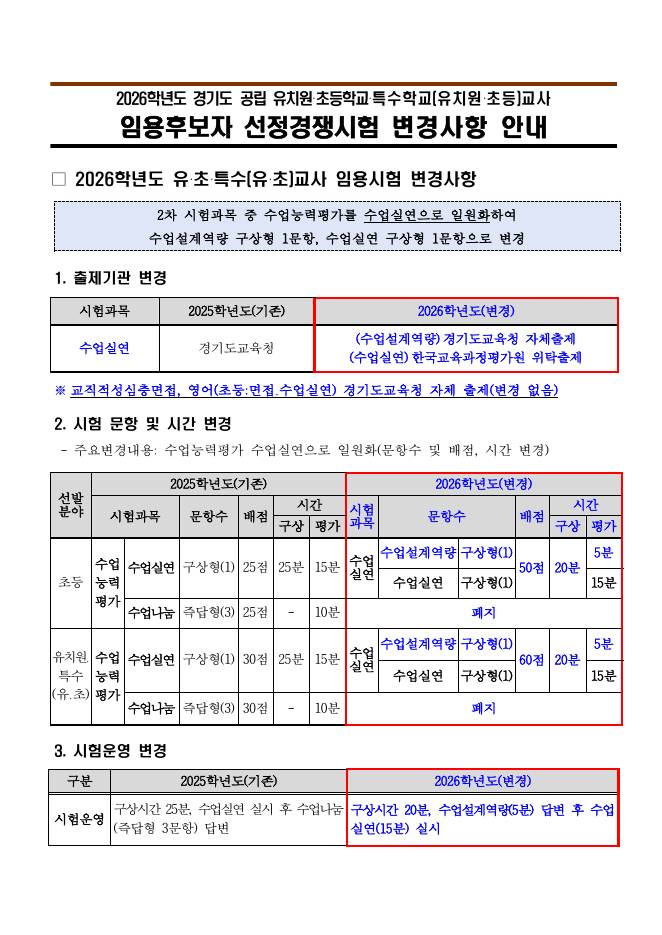 2026학년도 경기도 공립 유치원·초등학교·특수학교[유치원·초등]교사
임용후보자 선정경쟁시험 변경사항 안내
□ 2026학년도 유·초·특수(유·초)교사 임용시험 변경사항
2차 시험과목 중 수업능력평가를 수업실연으로 일원화하여
수업설계역량 구상형 1문항, 수업실연 구상형 1문항으로 변경
1. 출제기관 변경
시험과목 2025학년도(기존) 2026학년도(변경)
수업실연 경기도교육청 (수업설계역량) 경기도교육청 자체출제
(수업실연) 한국교육과정평가원 위탁출제
※ 교직적성심층면접, 영어(초등:면접.수업실연) 경기도교육청 자체 출제(변경 없음)
2. 시험 문항 및 시간 변경
- 주요변경내용: 수업능력평가 수업실연으로 일원화(문항수 및 배점, 시간 변경)
선발분야 2025학년도(기존) 2026학년도(변경)
시험과목 문항수 배점 시간 시험과목 문항수 배점 시간
구상 평가 구상 평가
초등 수업능력평가 수업실연 구상형(1) 25점 25분 15분 수업실연 수업설계역량 구상형(1) 50점 20분 5분
수업실연 구상형(1) 15분
수업나눔 즉답형(3) 25점 - 10분 폐지
유치원특수(유.초) 수업능력평가 수업실연 구상형(1) 30점 25분 15분 수업실연 수업설계역량 구상형(1) 60점 20분 5분
수업실연 구상형(1) 15분
수업나눔 즉답형(3) 30점 - 10분 폐지
3. 시험운영 변경
구분 2025학년도(기존) 2026학년도(변경)
시험운영 구상시간 25분, 수업실연 실시 후 수업나눔(즉답형 3문항) 답변 구상시간 20분, 수업설계역량(5분) 답변 후 수업실연(15분) 실시